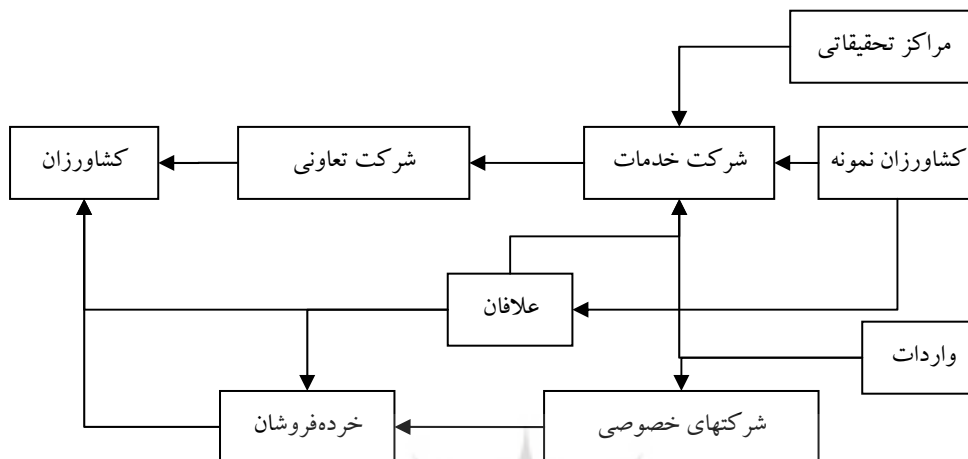 مراکز تحقیقاتی
کشاورزان نمونه
شرکت خدمات
شرکت تعاونی
کشاورزان
علافان
واردات
شرکتهای خصوصی
خرده‌فروشان